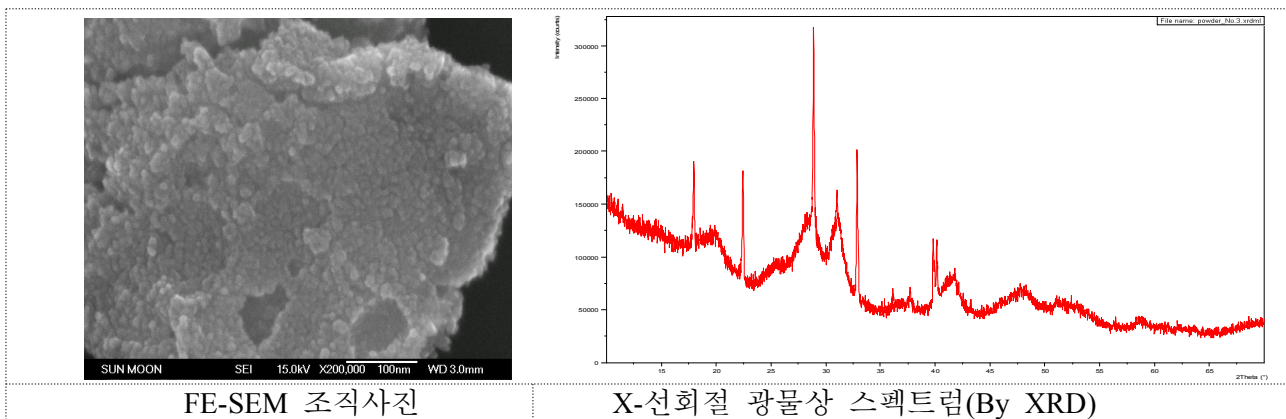 SUN MOON SEI 15.0kV X200,000 100nm WD 3.0mm
FE-SEM 조직사진
Intensity (counts)
File name: powder_No.3.xrdml
300000
250000
200000
150000
100000
50000
0
15 20 25 30 35 40 45 50 55 60 65
2Theta (°)
X-선회절 광물상 스펙트럼(By XRD)